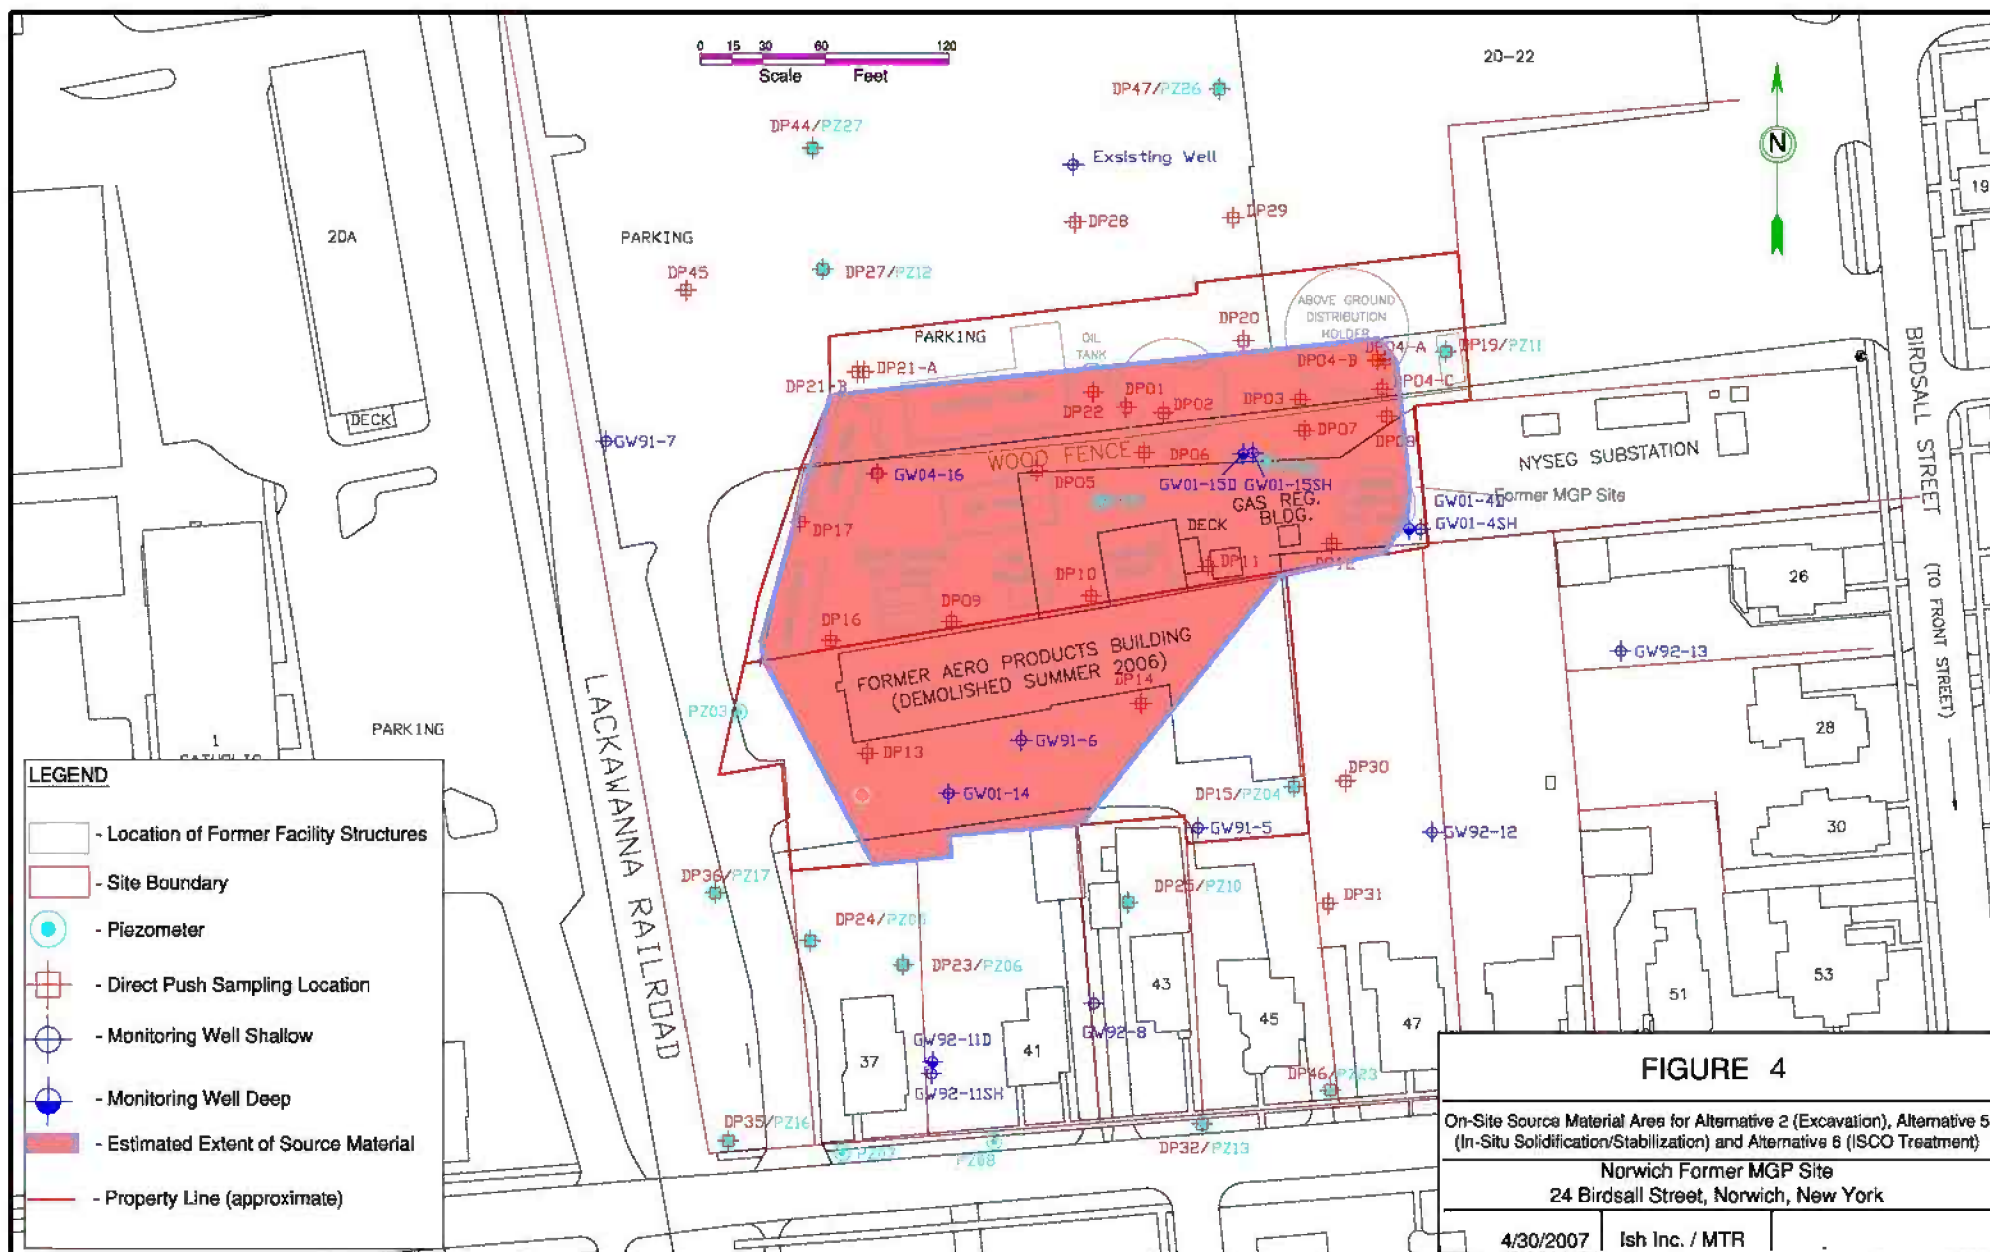 0 15 30 60 120
Scale Feet
20-22
DP47/PZ26
DP44/PZ27
Exsisting Well
N
19
DP28
DP29
20A
PARKING
DP45
DP27/PZ12
ABOVE GROUND
DISTRIBUTION
HOLDER
DP20
PARKING
OIL
TANK
DP04-A
DP19/PZ11
DP04-B
DP21-A
DP21-B
DP04-C
DP01
DP22
DP02
DP03
DECK
DP07
DP08
GW91-7
WOOD FENCE
DP06
NYSEG SUBSTATION
GW04-16
DP05
GW01-15D GW01-15SH
Former MGP Site
GW01-4D
GAS REG.
BLDG.
GW01-4SH
DP17
DECK
DP11
DP10
26
DP09
DP16
FORMER AERO PRODUCTS BUILDING
(DEMOLISHED SUMMER 2006)
DP14
GW92-13
BIRDSALL STREET
(TO FRONT STREET)
PZ03
28
PARKING
GW91-6
DP13
1
LACKAWANNA RAILROAD
DP30
GW01-14
DP15/PZ04
GW91-5
GW92-12
30
DP36/PZ17
DP25/PZ10
DP31
DP24/
DP23/PZ06
43
53
51
45
47
GW92-8
GW92-11D
37
41
GW92-11SH
DP46/PZ23
DP35/PZ16
PZ07
PZ08
DP32/PZ13
LEGEND
- Location of Former Facility Structures
- Site Boundary
- Piezometer
- Direct Push Sampling Location
- Monitoring Well Shallow
- Monitoring Well Deep
- Estimated Extent of Source Material
- Property Line (approximate)
FIGURE 4
On-Site Source Material Area for Alternative 2 (Excavation), Alternative 5
(In-Situ Solidification/Stabilization) and Alternative 6 (ISCO Treatment)
Norwich Former MGP Site
24 Birdsall Street, Norwich, New York
4/30/2007
Ish Inc. / MTR